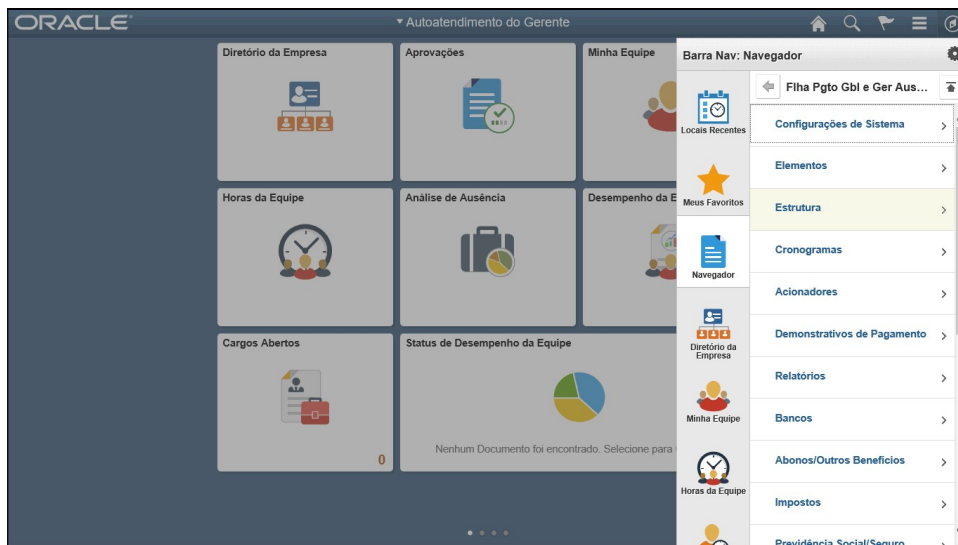 ORACLE
Autoatendimento do Gerente
Diretório da Empresa
Aprovações
Minha Equipe
Horas da Equipe
Análise de Ausência
Desempenho da E
Cargos Abertos
0
Status de Desempenho da Equipe
Nenhum Documento foi encontrado. Selecione para
Barra Nav: Navegador
Locais Recentes
Meus Favoritos
Navegador
Diretório da
Empresa
Minha Equipe
Horas da Equipe
Flha Pgto Gbl e Ger Aus...
Configurações de Sistema
Elementos
Estrutura
Cronogramas
Acionadores
Demonstrativos de Pagamento
Relatórios
Bancos
Abonos/Outros Benefícios
Impostos
Previdência Social/Seguro